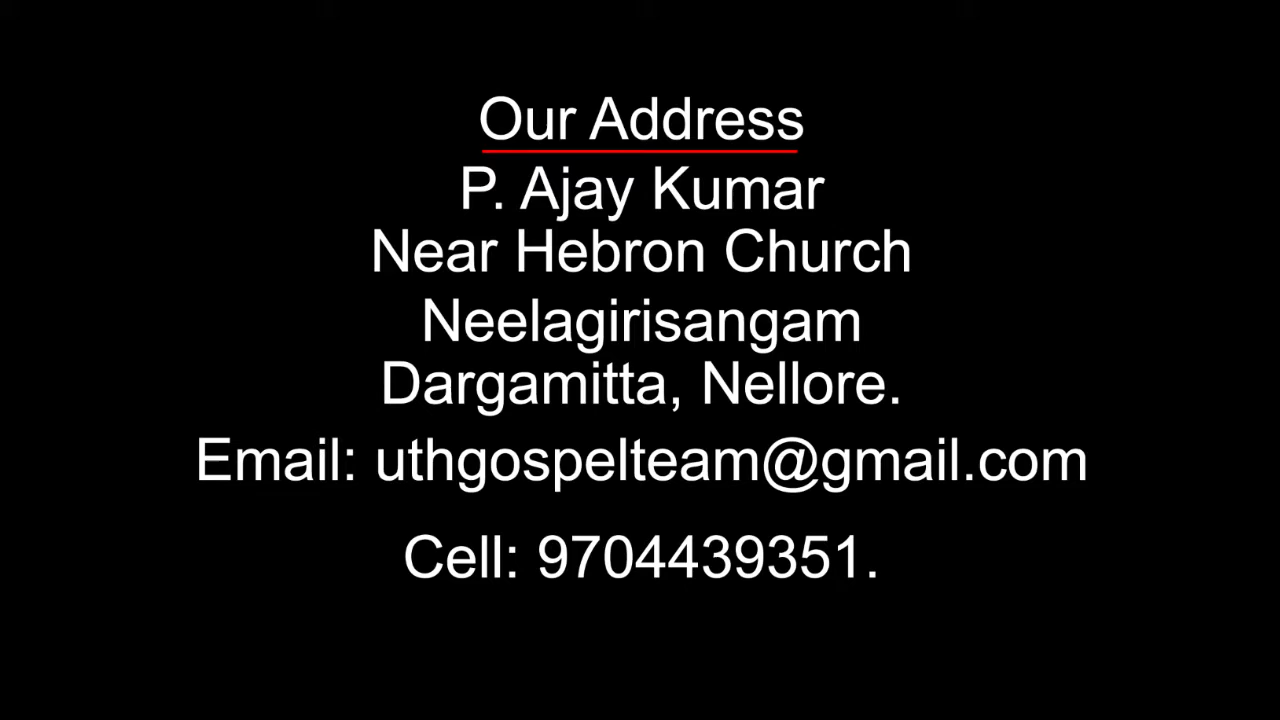 Our Address
P. Ajay Kumar
Near Hebron Church
Neelagirisangam
Dargamitta, Nellore.
Email: uthgospelteam@gmail.com
Cell: 9704439351.